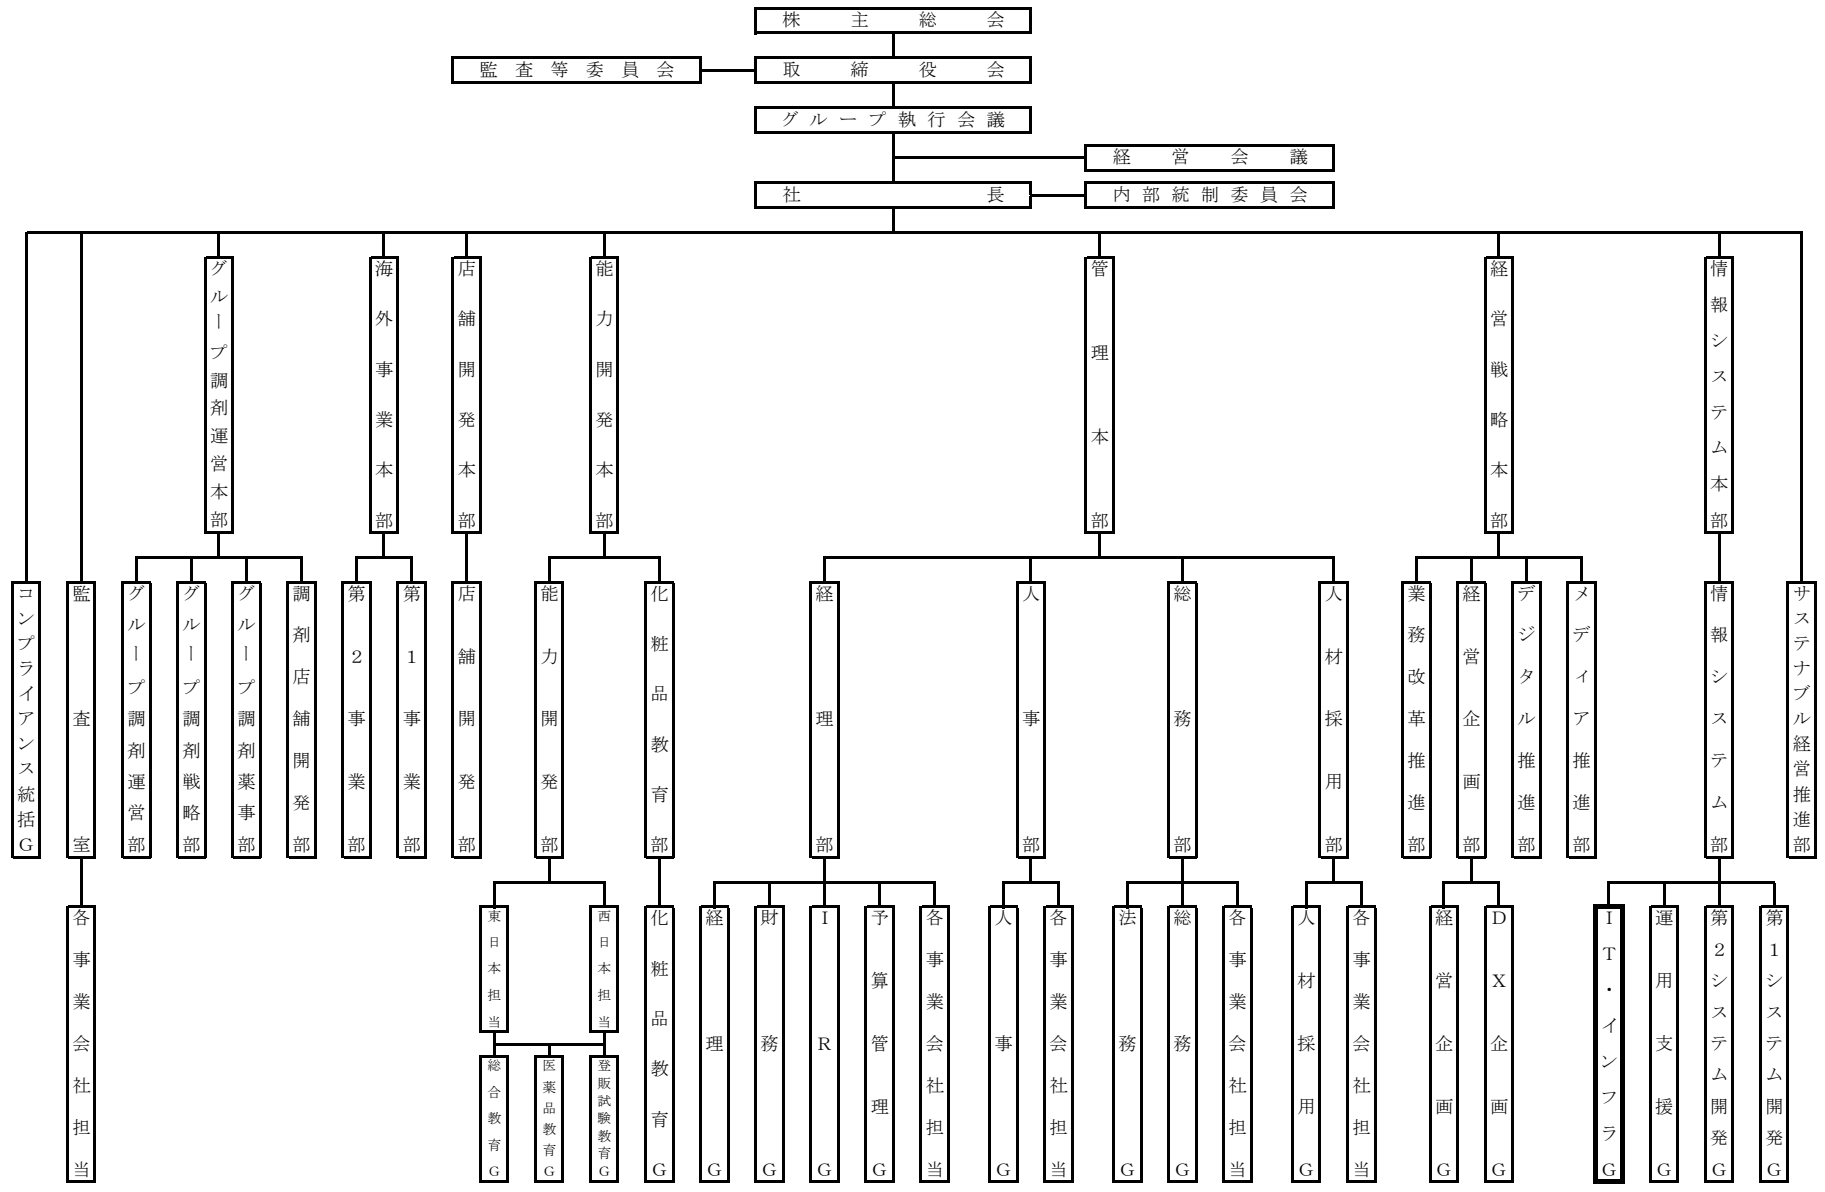 株主総会
監査等委員会
取締役会
グループ執行会議
経営会議
社長
内部統制委員会
グループ調剤運営本部
海外事業本部
店舗開発本部
能力開発本部
管理本部
経営戦略本部
情報システム本部
コンプライアンス統括G
監査室
グループ調剤運営部
グループ調剤戦略部
グループ調剤薬事部
調剤店舗開発部
第2事業部
第1事業部
店舗開発部
能力開発部
化粧品教育部
経理部
人事部
総務部
人材採用部
業務改革推進部
経営企画部
デジタル推進部
メディア推進部
情報システム部
サステナブル経営推進部
各事業会社担当
東日本担当
西日本担当
化粧品教育G
経理G
財務G
IRG
予算管理G
各事業会社担当
人事G
各事業会社担当
法務G
総務G
各事業会社担当
人材採用G
各事業会社担当
経営企画G
DX企画G
IT・インフラG
運用支援G
第2システム開発G
第1システム開発G
総合教育G
医薬品教育G
登販試験教育G